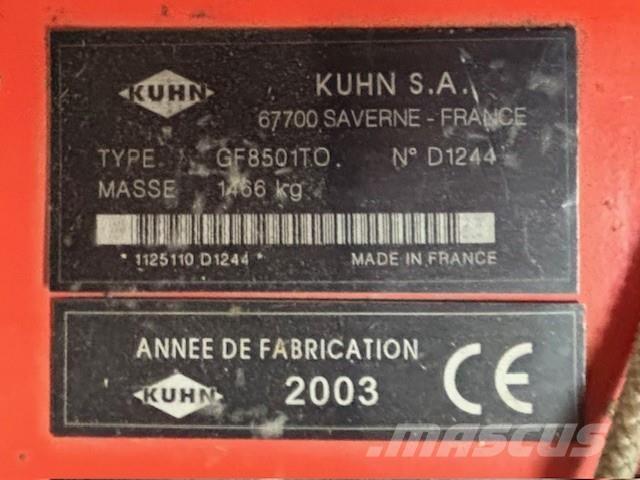 KUHN
KUHN S.A.
67700 SAVERNE - FRANCE
TYPE. GF8501TO. N° D1244
MASSE 1466 kg
* 1125110 D1244 * MADE IN FRANCE
ANNEE DE FABRICATION
KUHN 2003 CE
MASCUS